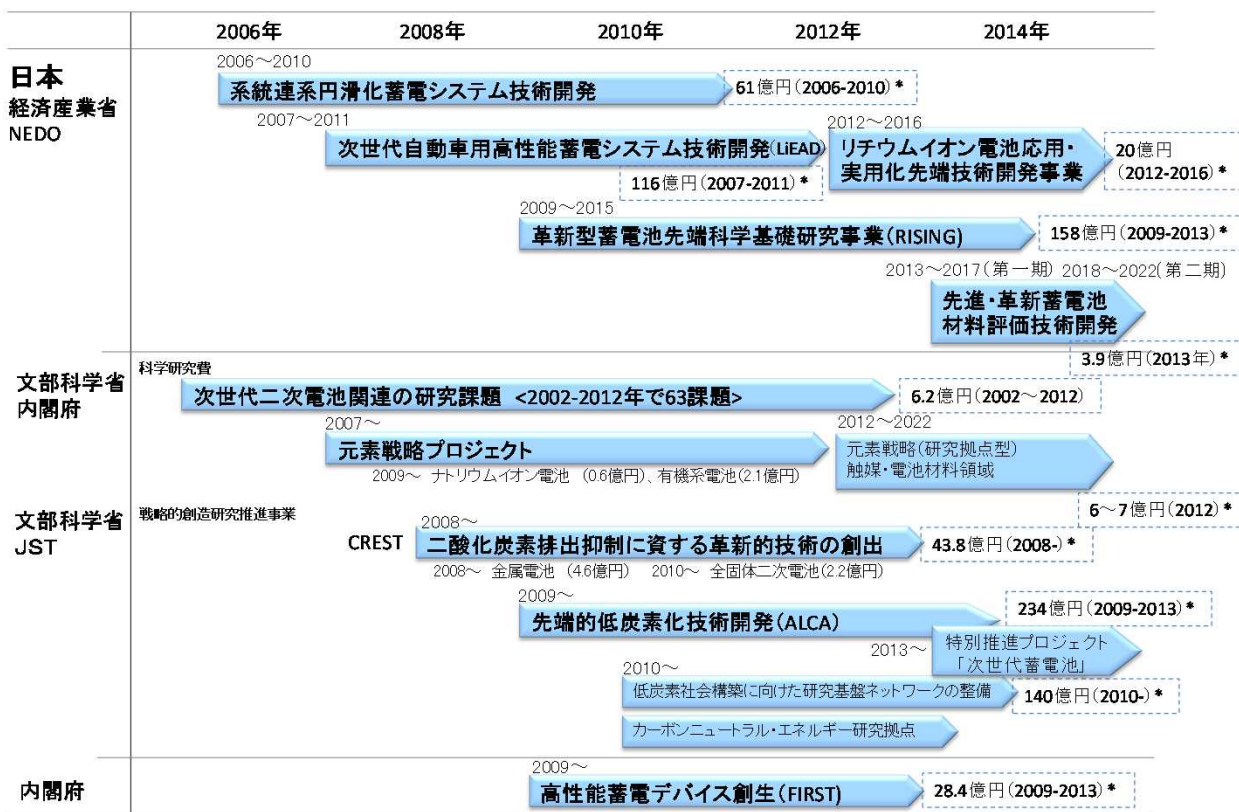 2006年 2008年 2010年 2012年 2014年
日本
経済産業省
NEDO
2006～2010
系統連系円滑化蓄電システム技術開発
61億円(2006-2010)*
2007～2011
次世代自動車用高性能蓄電システム技術開発(LiEAD)
116億円(2007-2011)*
2012～2016
リチウムイオン電池応用・
実用化先端技術開発事業
20億円
(2012-2016)*
2009～2015
革新型蓄電池先端科学基礎研究事業(RISING)
158億円(2009-2013)*
2013～2017(第一期) 2018～2022(第二期)
先進・革新蓄電池
材料評価技術開発
3.9億円(2013年)*
文部科学省
内閣府
科学研究費
次世代二次電池関連の研究課題 <2002-2012年で63課題>
6.2億円(2002～2012)
2007～
元素戦略プロジェクト
2009～ ナトリウムイオン電池 (0.6億円)、有機系電池(2.1億円)
2012～2022
元素戦略(研究拠点型)
触媒・電池材料領域
6～7億円(2012)*
文部科学省
JST
戦略的創造研究推進事業
CREST
2008～
二酸化炭素排出抑制に資する革新的技術の創出
43.8億円(2008-)*
2008～ 金属電池 (4.6億円) 2010～ 全固体二次電池(2.2億円)
2009～
先端的低炭素化技術開発(ALCA)
234億円(2009-2013)*
2013～
特別推進プロジェクト
「次世代蓄電池」
2010～
低炭素社会構築に向けた研究基盤ネットワークの整備
140億円(2010-)*
カーボンニュートラル・エネルギー研究拠点
内閣府
2009～
高性能蓄電デバイス創生(FIRST)
28.4億円(2009-2013)*